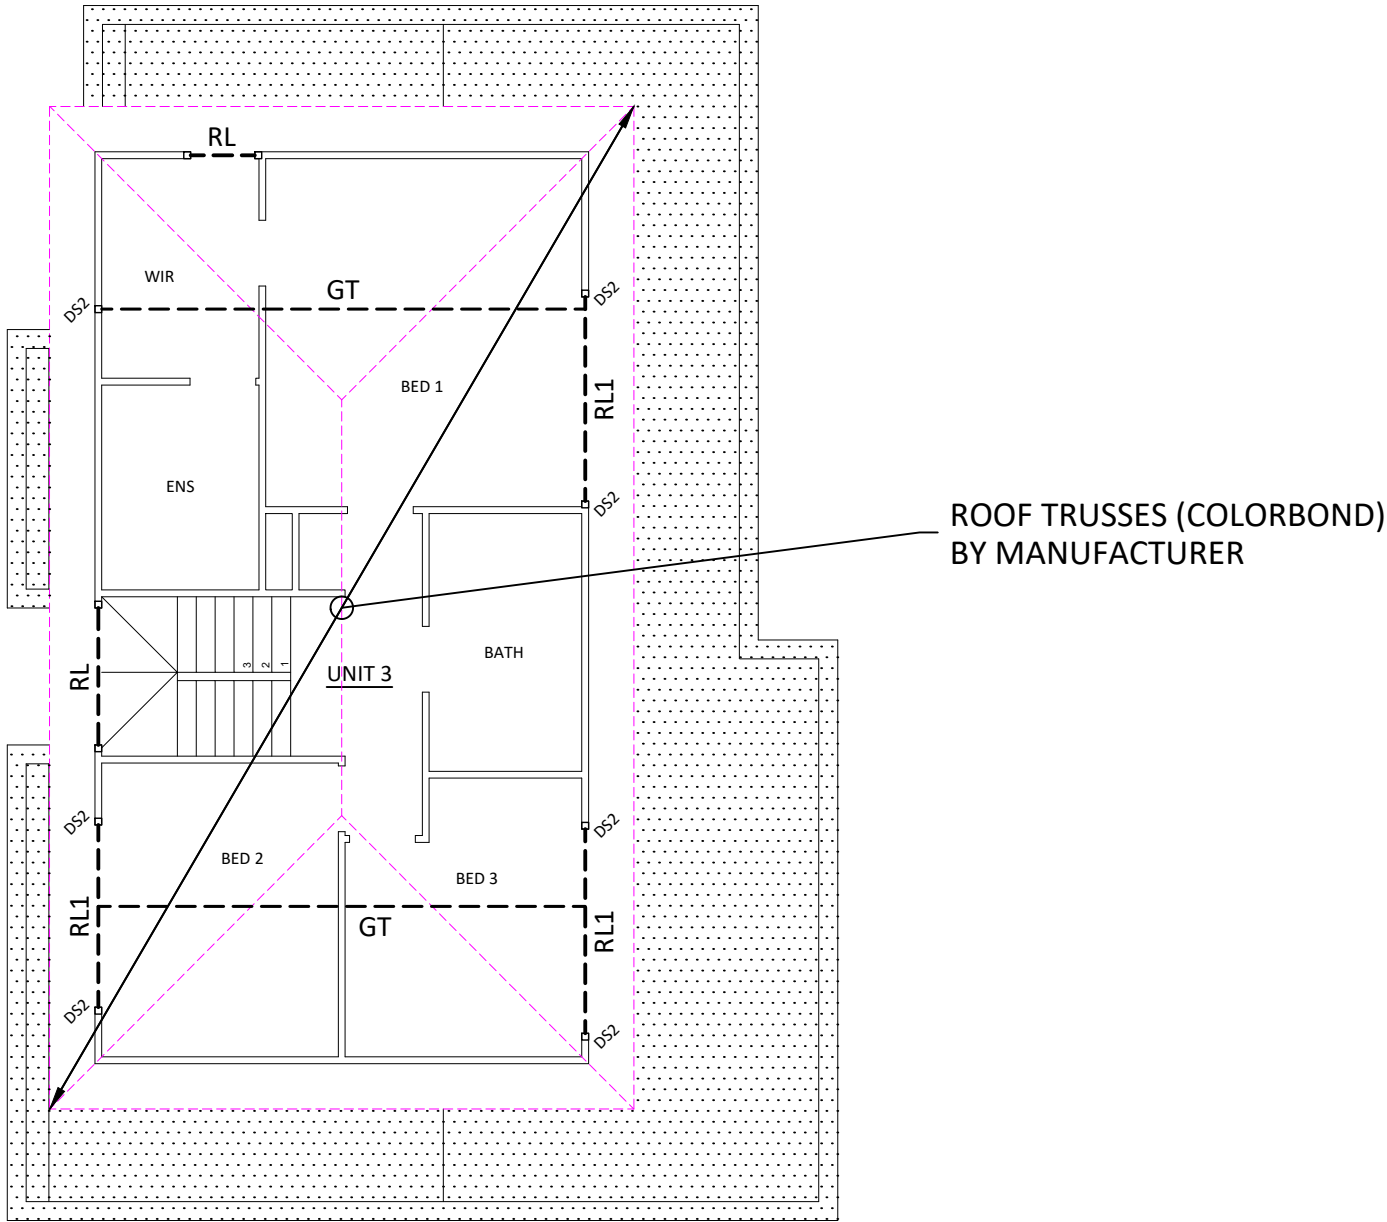 RL
WIR
GT
DS2
DS2
BED 1
RL1
ENS
DS2
ROOF TRUSSES (COLORBOND)
BY MANUFACTURER
RL
3
2
1
UNIT 3
BATH
DS2
DS2
BED 2
BED 3
RL1
GT
RL1
DS2
DS2